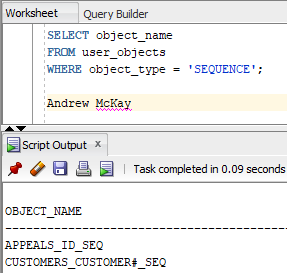 Worksheet Query Builder
SELECT object_name
FROM user_objects
WHERE object_type = 'SEQUENCE';
Andrew McKay
Script Output x
Task completed in 0.09 seconds
OBJECT_NAME
--------------------------------------------
APPEALS_ID_SEQ
CUSTOMERS_CUSTOMER#_SEQ